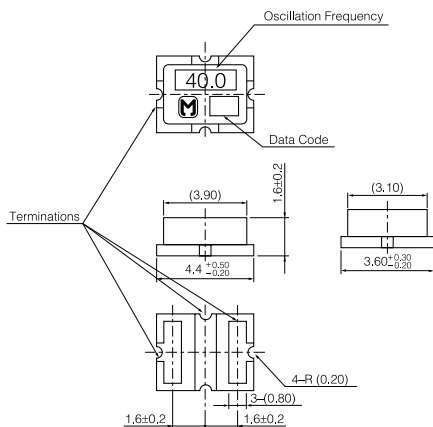 Oscillation Frequency
40.0
M
Data Code
Terminations
(3.90)
1.6±0.2
4.4 +0.50 -0.20
(3.10)
3.60 +0.30 -0.20
4–R (0.20)
3–(0.80)
1.6±0.2
1.6±0.2